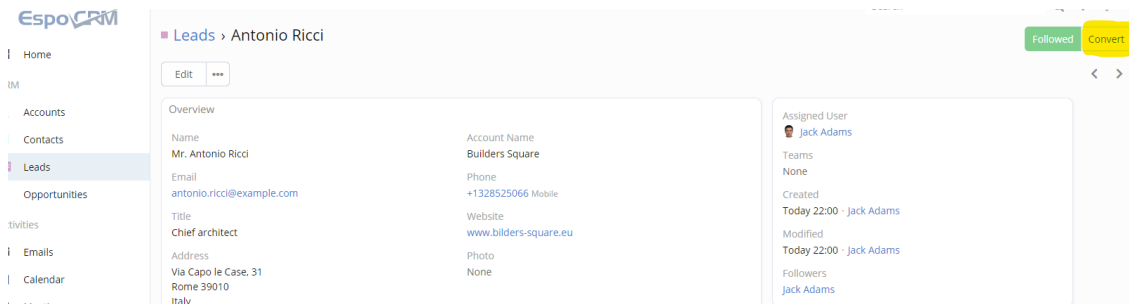 EspoCRM
Home
Accounts
Contacts
Leads
Opportunities
Emails
Calendar
Leads › Antonio Ricci
Followed
Convert
Edit
•••
Overview
Name
Mr. Antonio Ricci
Account Name
Builders Square
Email
antonio.ricci@example.com
Phone
+1328525066 Mobile
Title
Chief architect
Website
www.bilders-square.eu
Address
Via Capo le Case, 31
Rome 39010
Italy
Photo
None
Assigned User
Jack Adams
Teams
None
Created
Today 22:00 · Jack Adams
Modified
Today 22:00 · Jack Adams
Followers
Jack Adams